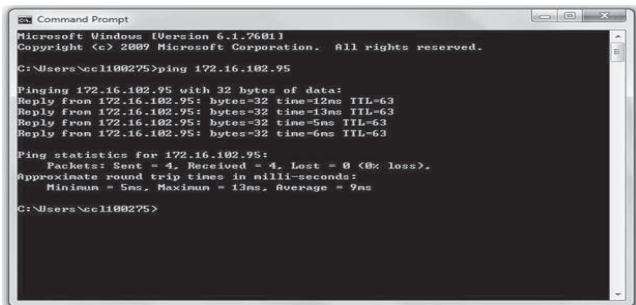 Command Prompt
Microsoft Windows [Version 6.1.7601]
Copyright (c) 2009 Microsoft Corporation. All rights reserved.
C:\Users\ccl100275>ping 172.16.102.95
Pinging 172.16.102.95 with 32 bytes of data:
Reply from 172.16.102.95: bytes=32 time=12ms TTL=63
Reply from 172.16.102.95: bytes=32 time=13ms TTL=63
Reply from 172.16.102.95: bytes=32 time=5ms TTL=63
Reply from 172.16.102.95: bytes=32 time=6ms TTL=63
Ping statistics for 172.16.102.95:
Packets: Sent = 4, Received = 4, Lost = 0 (0% loss),
Approximate round trip times in milli-seconds:
Minimum = 5ms, Maximum = 13ms, Average = 9ms
C:\Users\ccl100275>